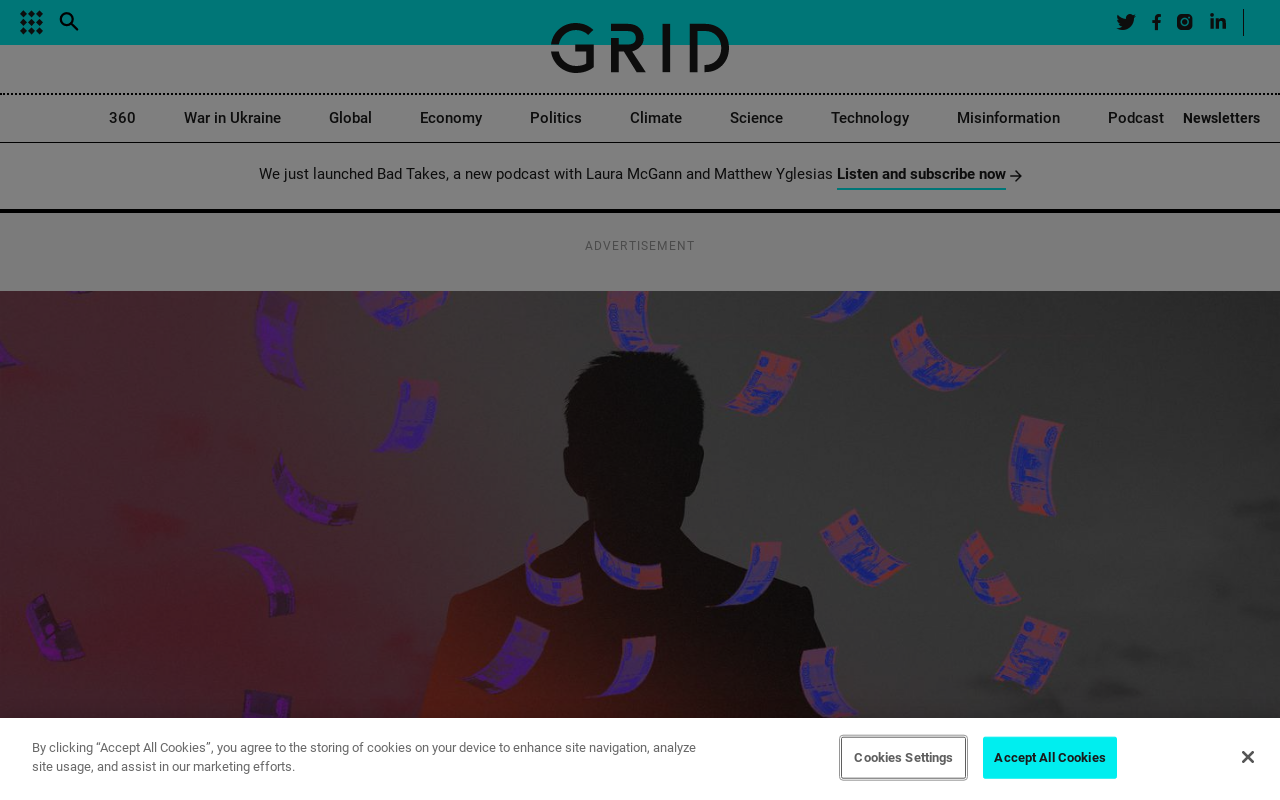 GRID
360
War in Ukraine
Global
Economy
Politics
Climate
Science
Technology
Misinformation
Podcast
Newsletters
We just launched Bad Takes, a new podcast with Laura McGann and Matthew Yglesias Listen and subscribe now
ADVERTISEMENT
By clicking “Accept All Cookies”, you agree to the storing of cookies on your device to enhance site navigation, analyze
site usage, and assist in our marketing efforts.
Cookies Settings
Accept All Cookies